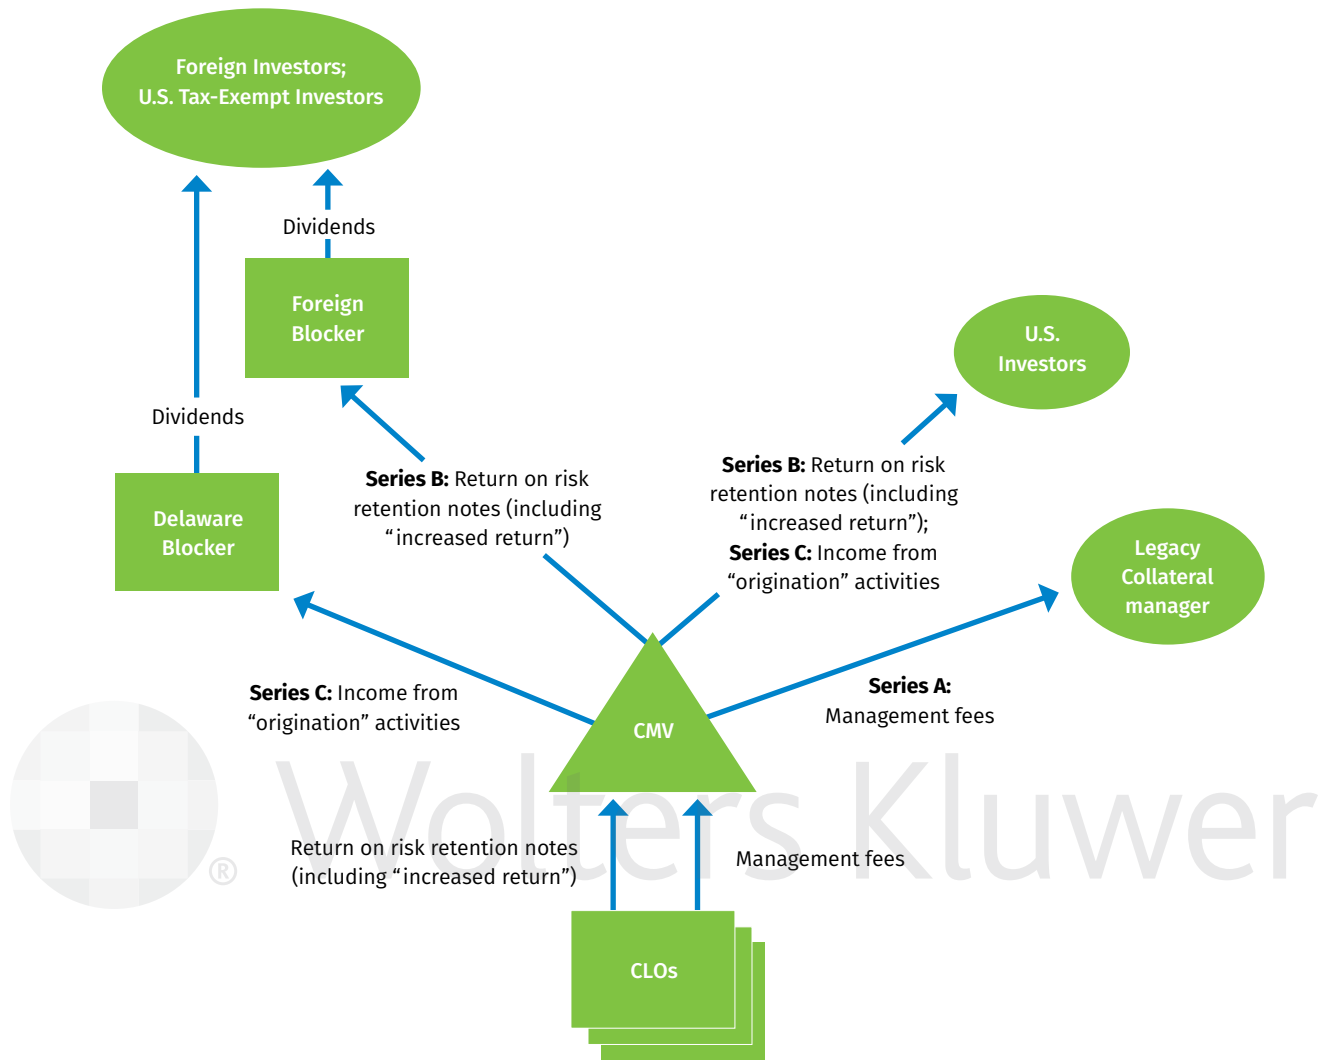 Foreign Investors;
U.S. Tax-Exempt Investors
Dividends
Foreign
Blocker
U.S.
Investors
Dividends
Series B: Return on risk
retention notes (including
“increased return”)
Series B: Return on risk
retention notes (including
“increased return”);
Series C: Income from
“origination” activities
Delaware
Blocker
Legacy
Collateral
manager
Series C: Income from
“origination” activities
Series A:
Management fees
CMV
Wolters Kluwer
®
Return on risk retention notes
(including “increased return”)
Management fees
CLOs